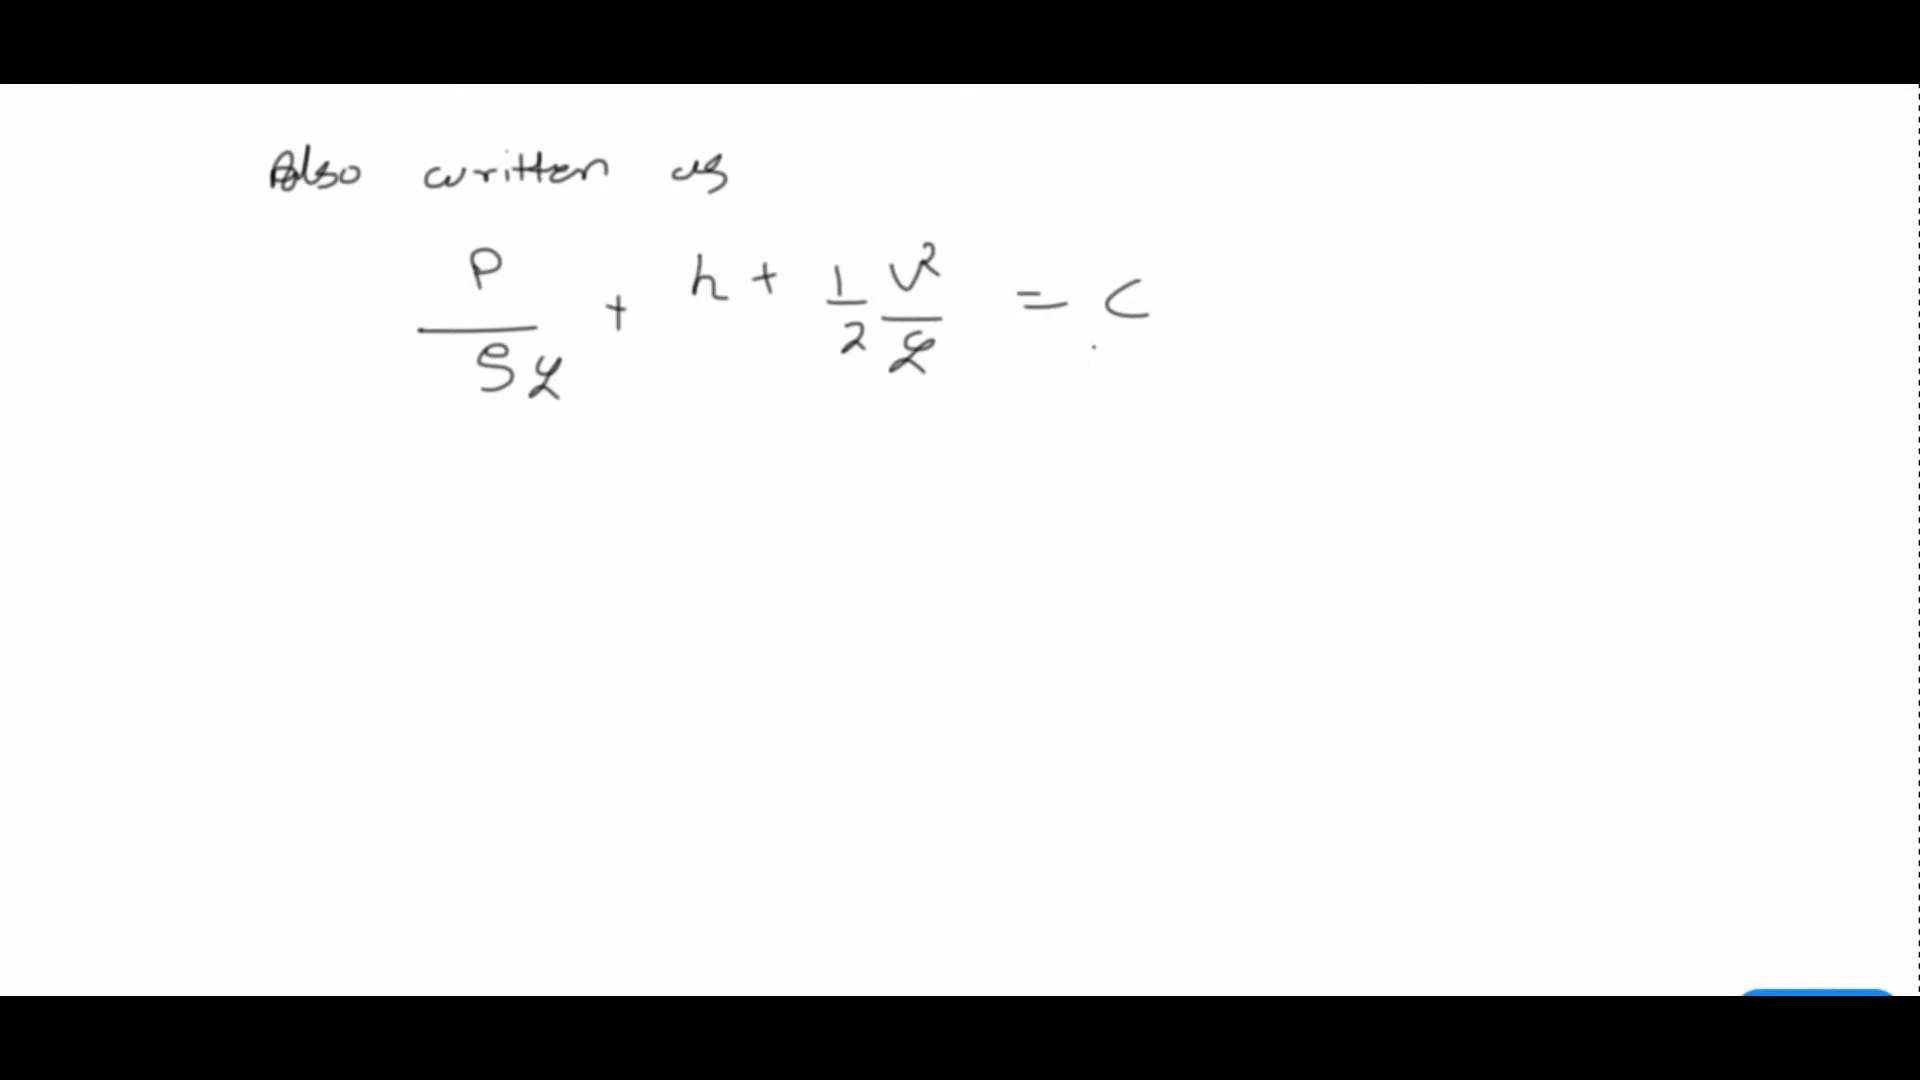 Also written as
P/ρg + h + 1/2 v²/g = C